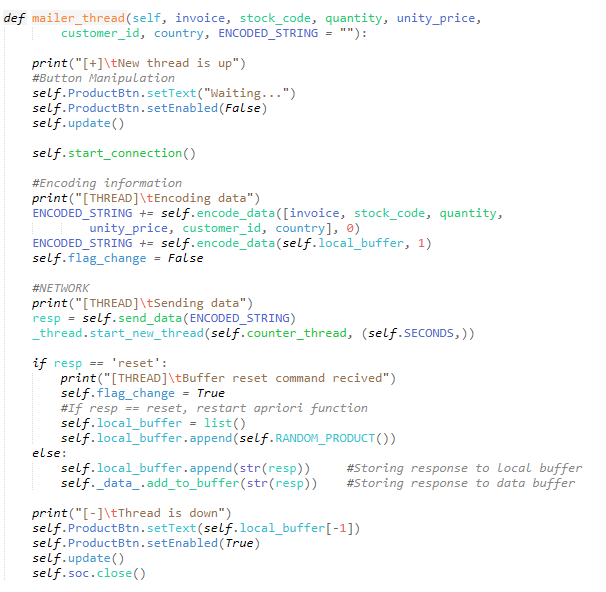 def mailer_thread(self, invoice, stock_code, quantity, unity_price,
        customer_id, country, ENCODED_STRING = ""):

    print("[+]\tNew thread is up")
    #Button Manipulation
    self.ProductBtn.setText("Waiting...")
    self.ProductBtn.setEnabled(False)
    self.update()

    self.start_connection()

    #Encoding information
    print("[THREAD]\tEncoding data")
    ENCODED_STRING += self.encode_data([invoice, stock_code, quantity,
            unity_price, customer_id, country], 0)
    ENCODED_STRING += self.encode_data(self.local_buffer, 1)
    self.flag_change = False

    #NETWORK
    print("[THREAD]\tSending data")
    resp = self.send_data(ENCODED_STRING)
    _thread.start_new_thread(self.counter_thread, (self.SECONDS,))

    if resp == 'reset':
        print("[THREAD]\tBuffer reset command recived")
        self.flag_change = True
        #If resp == reset, restart apriori function
        self.local_buffer = list()
        self.local_buffer.append(self.RANDOM_PRODUCT())
    else:
        self.local_buffer.append(str(resp))     #Storing response to local buffer
        self._data_.add_to_buffer(str(resp))    #Storing response to data buffer

    print("[-]\tThread is down")
    self.ProductBtn.setText(self.local_buffer[-1])
    self.ProductBtn.setEnabled(True)
    self.update()
    self.soc.close()